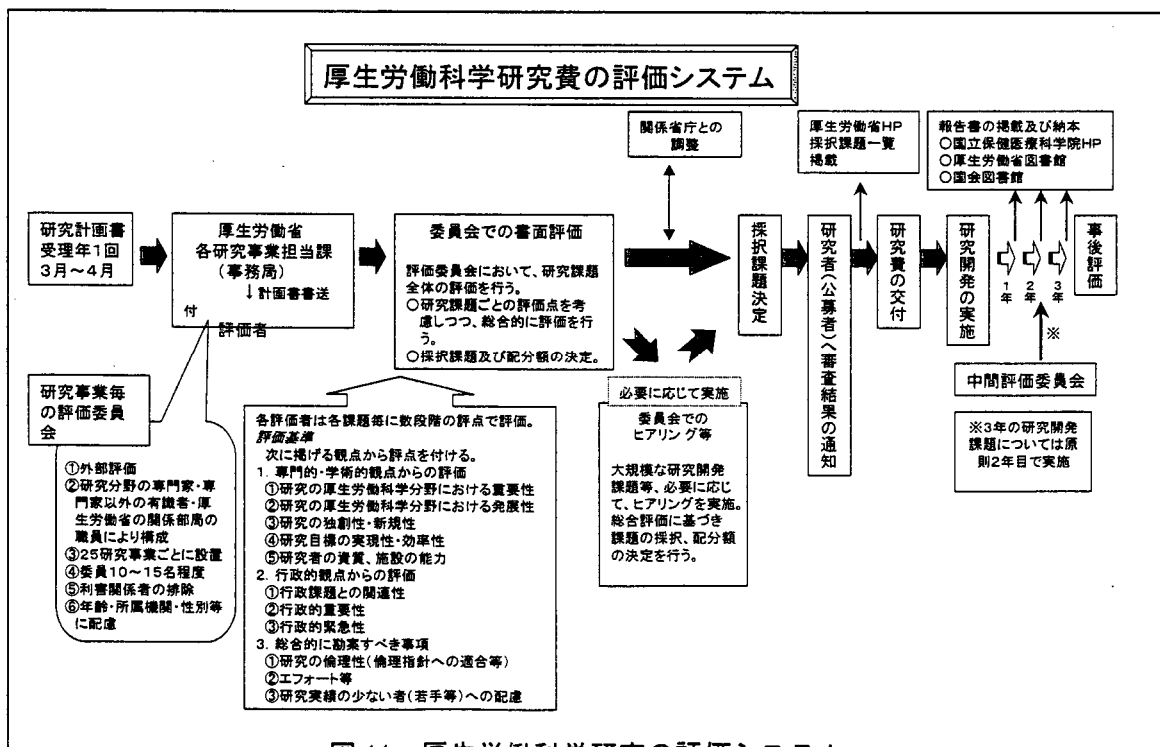 厚生労働科学研究費の評価システム
関係省庁との
調整
厚生労働省HP
採択課題一覧
掲載
報告書の掲載及び納本
○国立保健医療科学院HP
○厚生労働省図書館
○国会図書館
研究計画書
受理年1回
3月~4月
厚生労働省
各研究事業担当課
(事務局)
↓計画書書送
付
評価者
委員会での書面評価
評価委員会において、研究課題
全体の評価を行う。
○研究課題ごとの評価点を考
慮しつつ、総合的に評価を行
う。
○採択課題及び配分額の決定。
採択課題決定
研究者(公募者)へ審査結果の通知
研究費の交付
研究開発の実施
1年
2年
3年
事後評価
※
中間評価委員会
※3年の研究開発
課題については原
則2年目で実施
必要に応じて実施
委員会での
ヒアリング等
大規模な研究開発
課題等、必要に応じ
て、ヒアリングを実施。
総合評価に基づき
課題の採択、配分額
の決定を行う。
研究事業毎
の評価委員
会
①外部評価
②研究分野の専門家・専
門家以外の有識者・厚
生労働省の関係部局の
職員により構成
③25研究事業ごとに設置
④委員10~15名程度
⑤利害関係者の排除
⑥年齢・所属機関・性別等
に配慮
各評価者は各課題毎に数段階の評点で評価。
評価基準
次に掲げる観点から評点を付ける。
1. 専門的・学術的観点からの評価
①研究の厚生労働科学分野における重要性
②研究の厚生労働科学分野における発展性
③研究の独創性・新規性
④研究目標の実現性・効率性
⑤研究者の資質、施設の能力
2. 行政的観点からの評価
①行政課題との関連性
②行政的重要性
③行政的緊急性
3. 総合的に勘案すべき事項
①研究の倫理性(倫理指針への適合等)
②エフォート等
③研究実績の少ない者(若手等)への配慮
厚生労働科学研究の評価システム